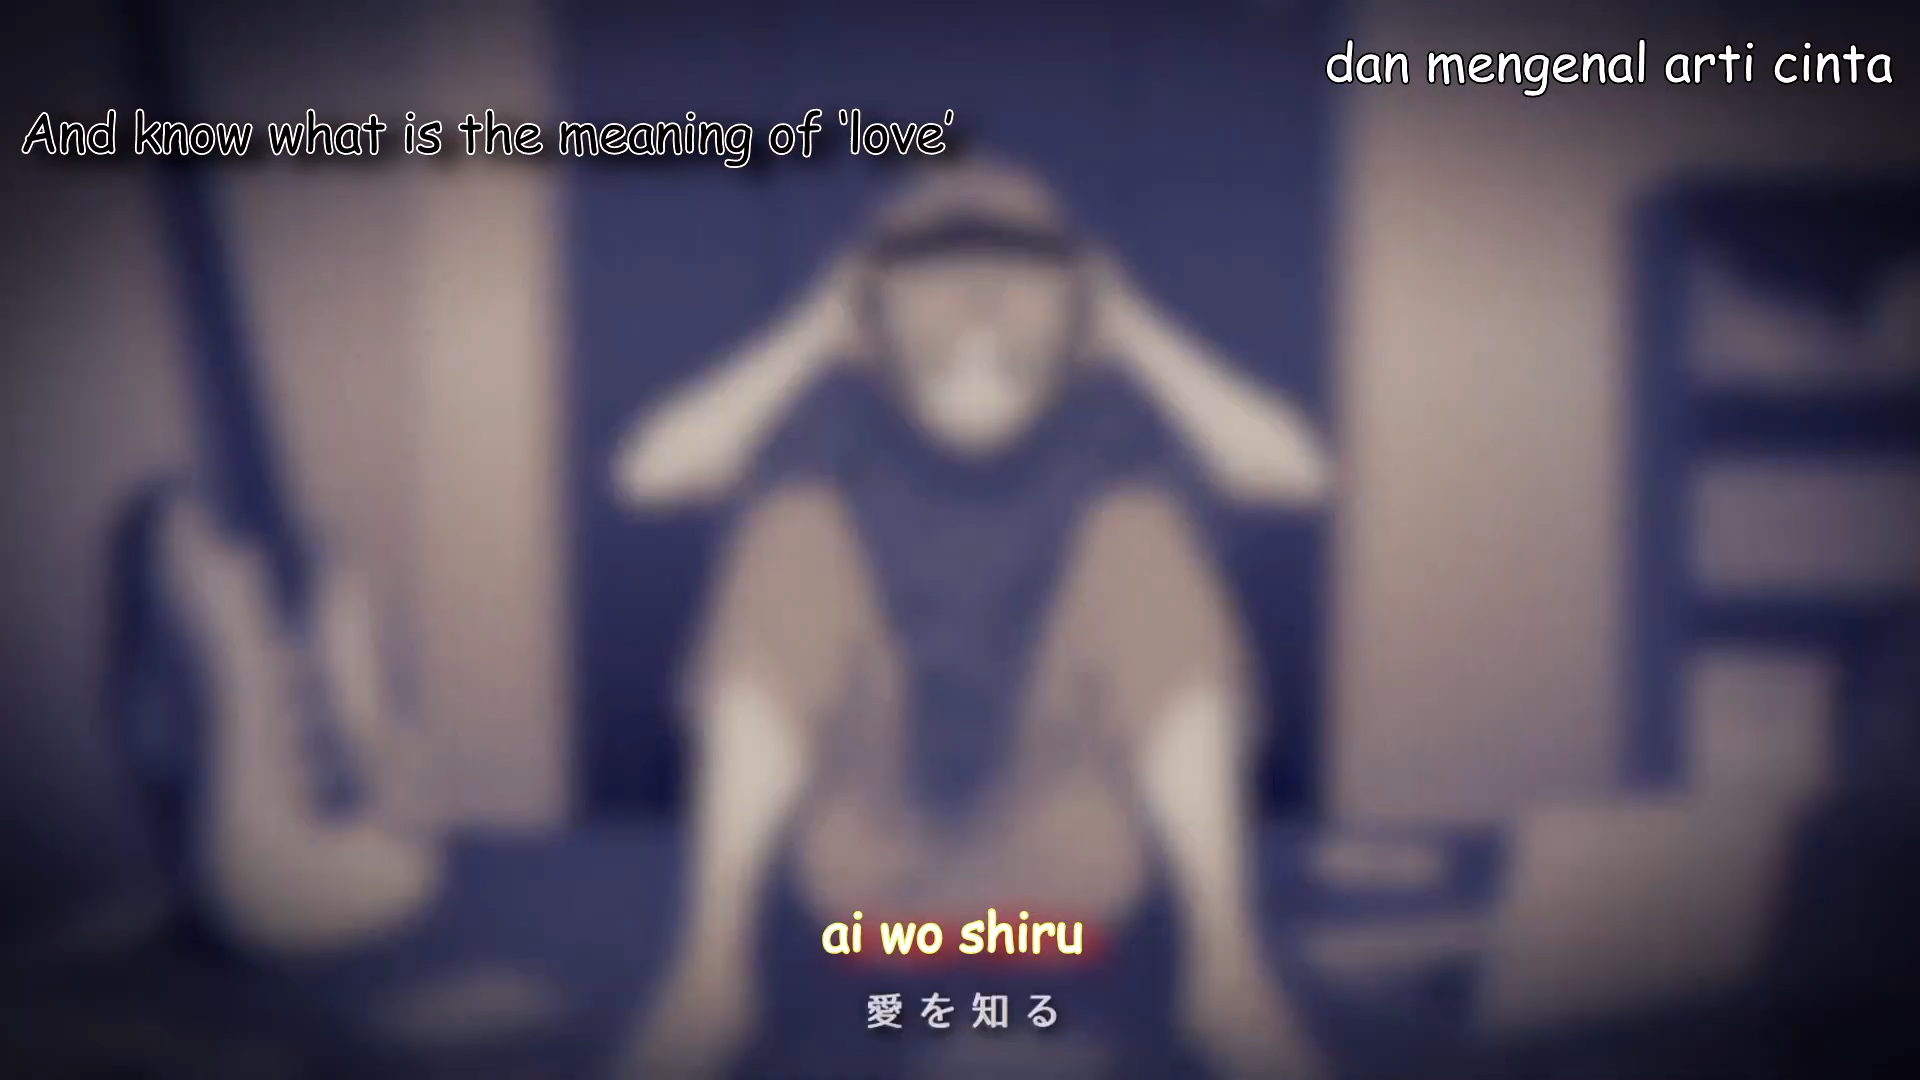 dan mengenal arti cinta
And know what is the meaning of ‘love’
ai wo shiru
愛を知る